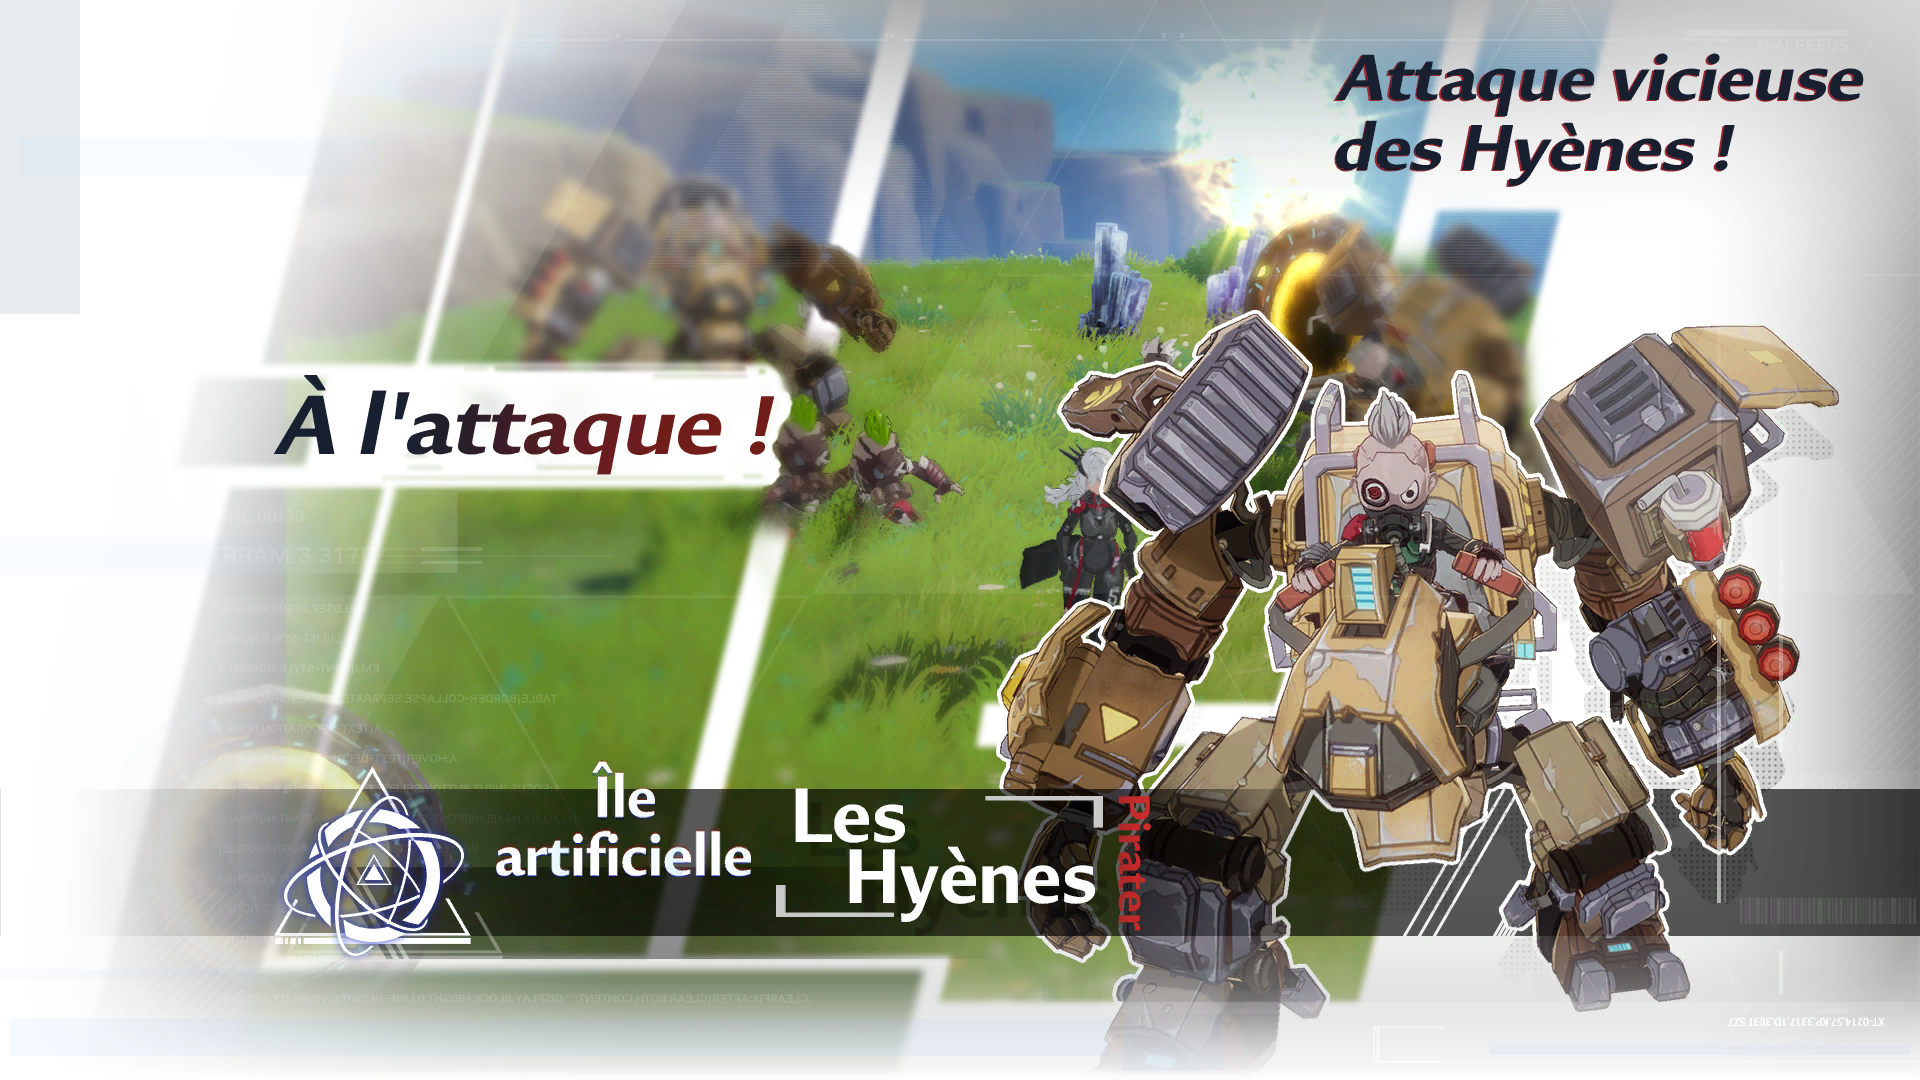 Attaque vicieuse
des Hyènes !
À l'attaque !
Île
artificielle
Les
Hyènes
Pirater